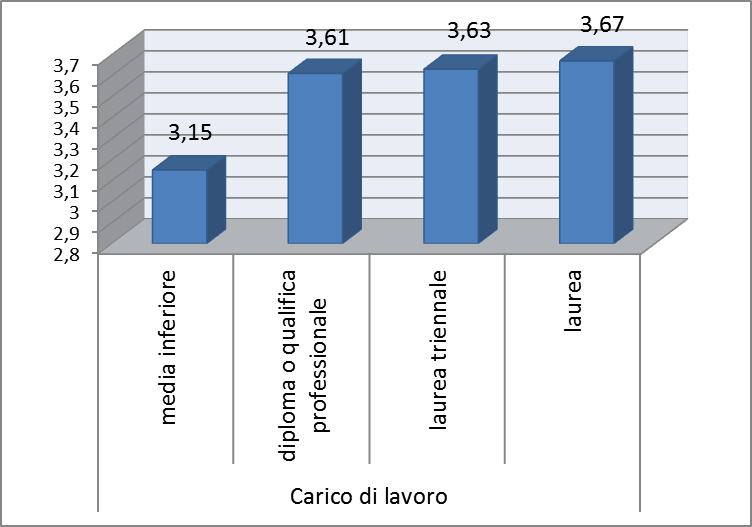 3,7
3,6
3,5
3,4
3,3
3,2
3,1
3
2,9
2,8
3,15
3,61
3,63
3,67
media inferiore
diploma o qualifica
professionale
laurea triennale
laurea
Carico di lavoro